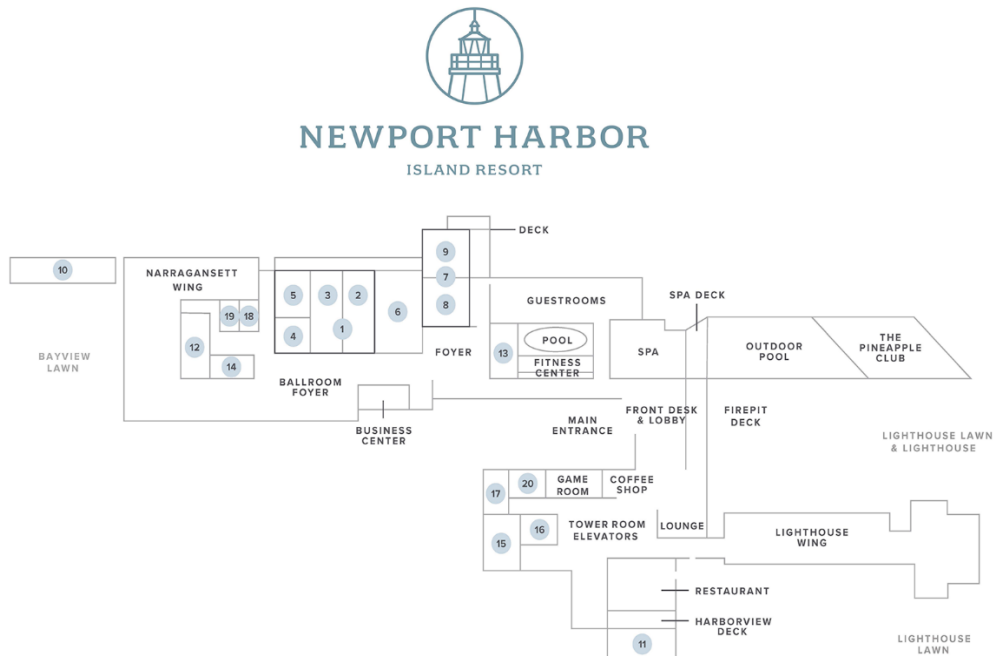 NEWPORT HARBOR
ISLAND RESORT
DECK
9
10
NARRAGANSETT
WING
7
5
3
2
8
6
19
18
1
4
12
14
GUESTROOMS
SPA DECK
13
POOL
FITNESS
CENTER
SPA
OUTDOOR
POOL
THE
PINEAPPLE
CLUB
BAYVIEW
LAWN
FOYER
BALLROOM
FOYER
BUSINESS
CENTER
MAIN
ENTRANCE
FRONT DESK
& LOBBY
FIREPIT
DECK
LIGHTHOUSE LAWN
& LIGHTHOUSE
17
20
GAME
ROOM
COFFEE
SHOP
15
16
TOWER ROOM
ELEVATORS
LOUNGE
LIGHTHOUSE
WING
RESTAURANT
HARBORVIEW
DECK
11
LIGHTHOUSE
LAWN